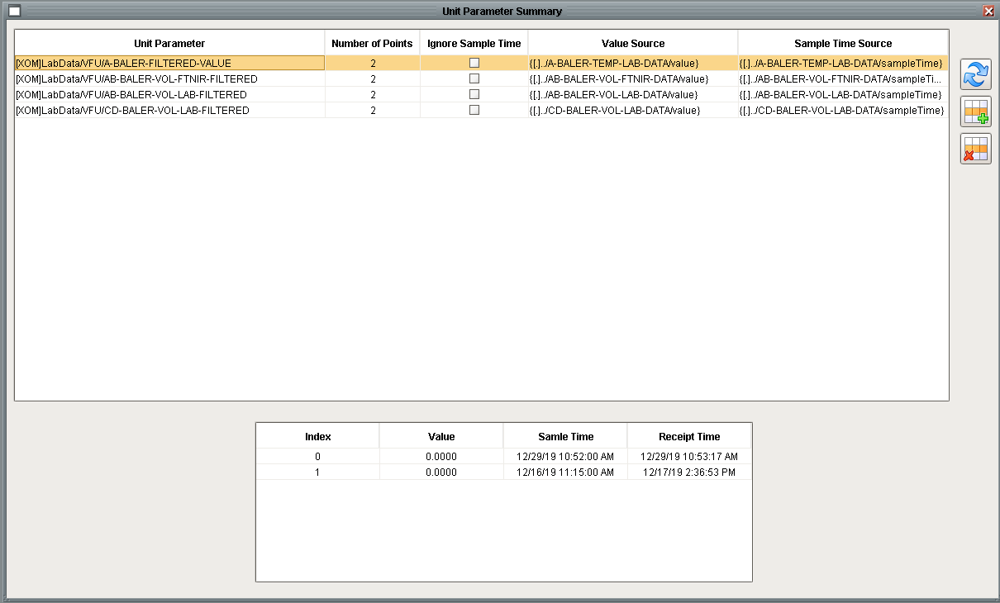 Unit Parameter Summary
Unit Parameter Number of Points Ignore Sample Time Value Source Sample Time Source
[XOM]LabData/VFU/A-BALER-FILTERED-VALUE 2 {[.]../A-BALER-TEMP-LAB-DATA/value} {[.]../A-BALER-TEMP-LAB-DATA/sampleTime}
[XOM]LabData/VFU/AB-BALER-VOL-FTNIR-FILTERED 2 {[.]../AB-BALER-VOL-FTNIR-DATA/value} {[.]../AB-BALER-VOL-FTNIR-DATA/sampleTi...
[XOM]LabData/VFU/AB-BALER-VOL-LAB-FILTERED 2 {[.]../AB-BALER-VOL-LAB-DATA/value} {[.]../AB-BALER-VOL-LAB-DATA/sampleTime}
[XOM]LabData/VFU/CD-BALER-VOL-LAB-FILTERED 2 {[.]../CD-BALER-VOL-LAB-DATA/value} {[.]../CD-BALER-VOL-LAB-DATA/sampleTime}
Index Value Samle Time Receipt Time
0 0.0000 12/29/19 10:52:00 AM 12/29/19 10:53:17 AM
1 0.0000 12/16/19 11:15:00 AM 12/17/19 2:36:53 PM